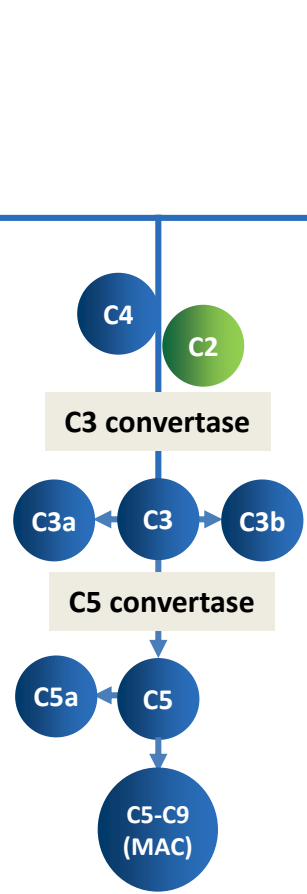 C4
C2
C3 convertase
C3a
C3
C3b
C5 convertase
C5a
C5
C5-C9
(MAC)